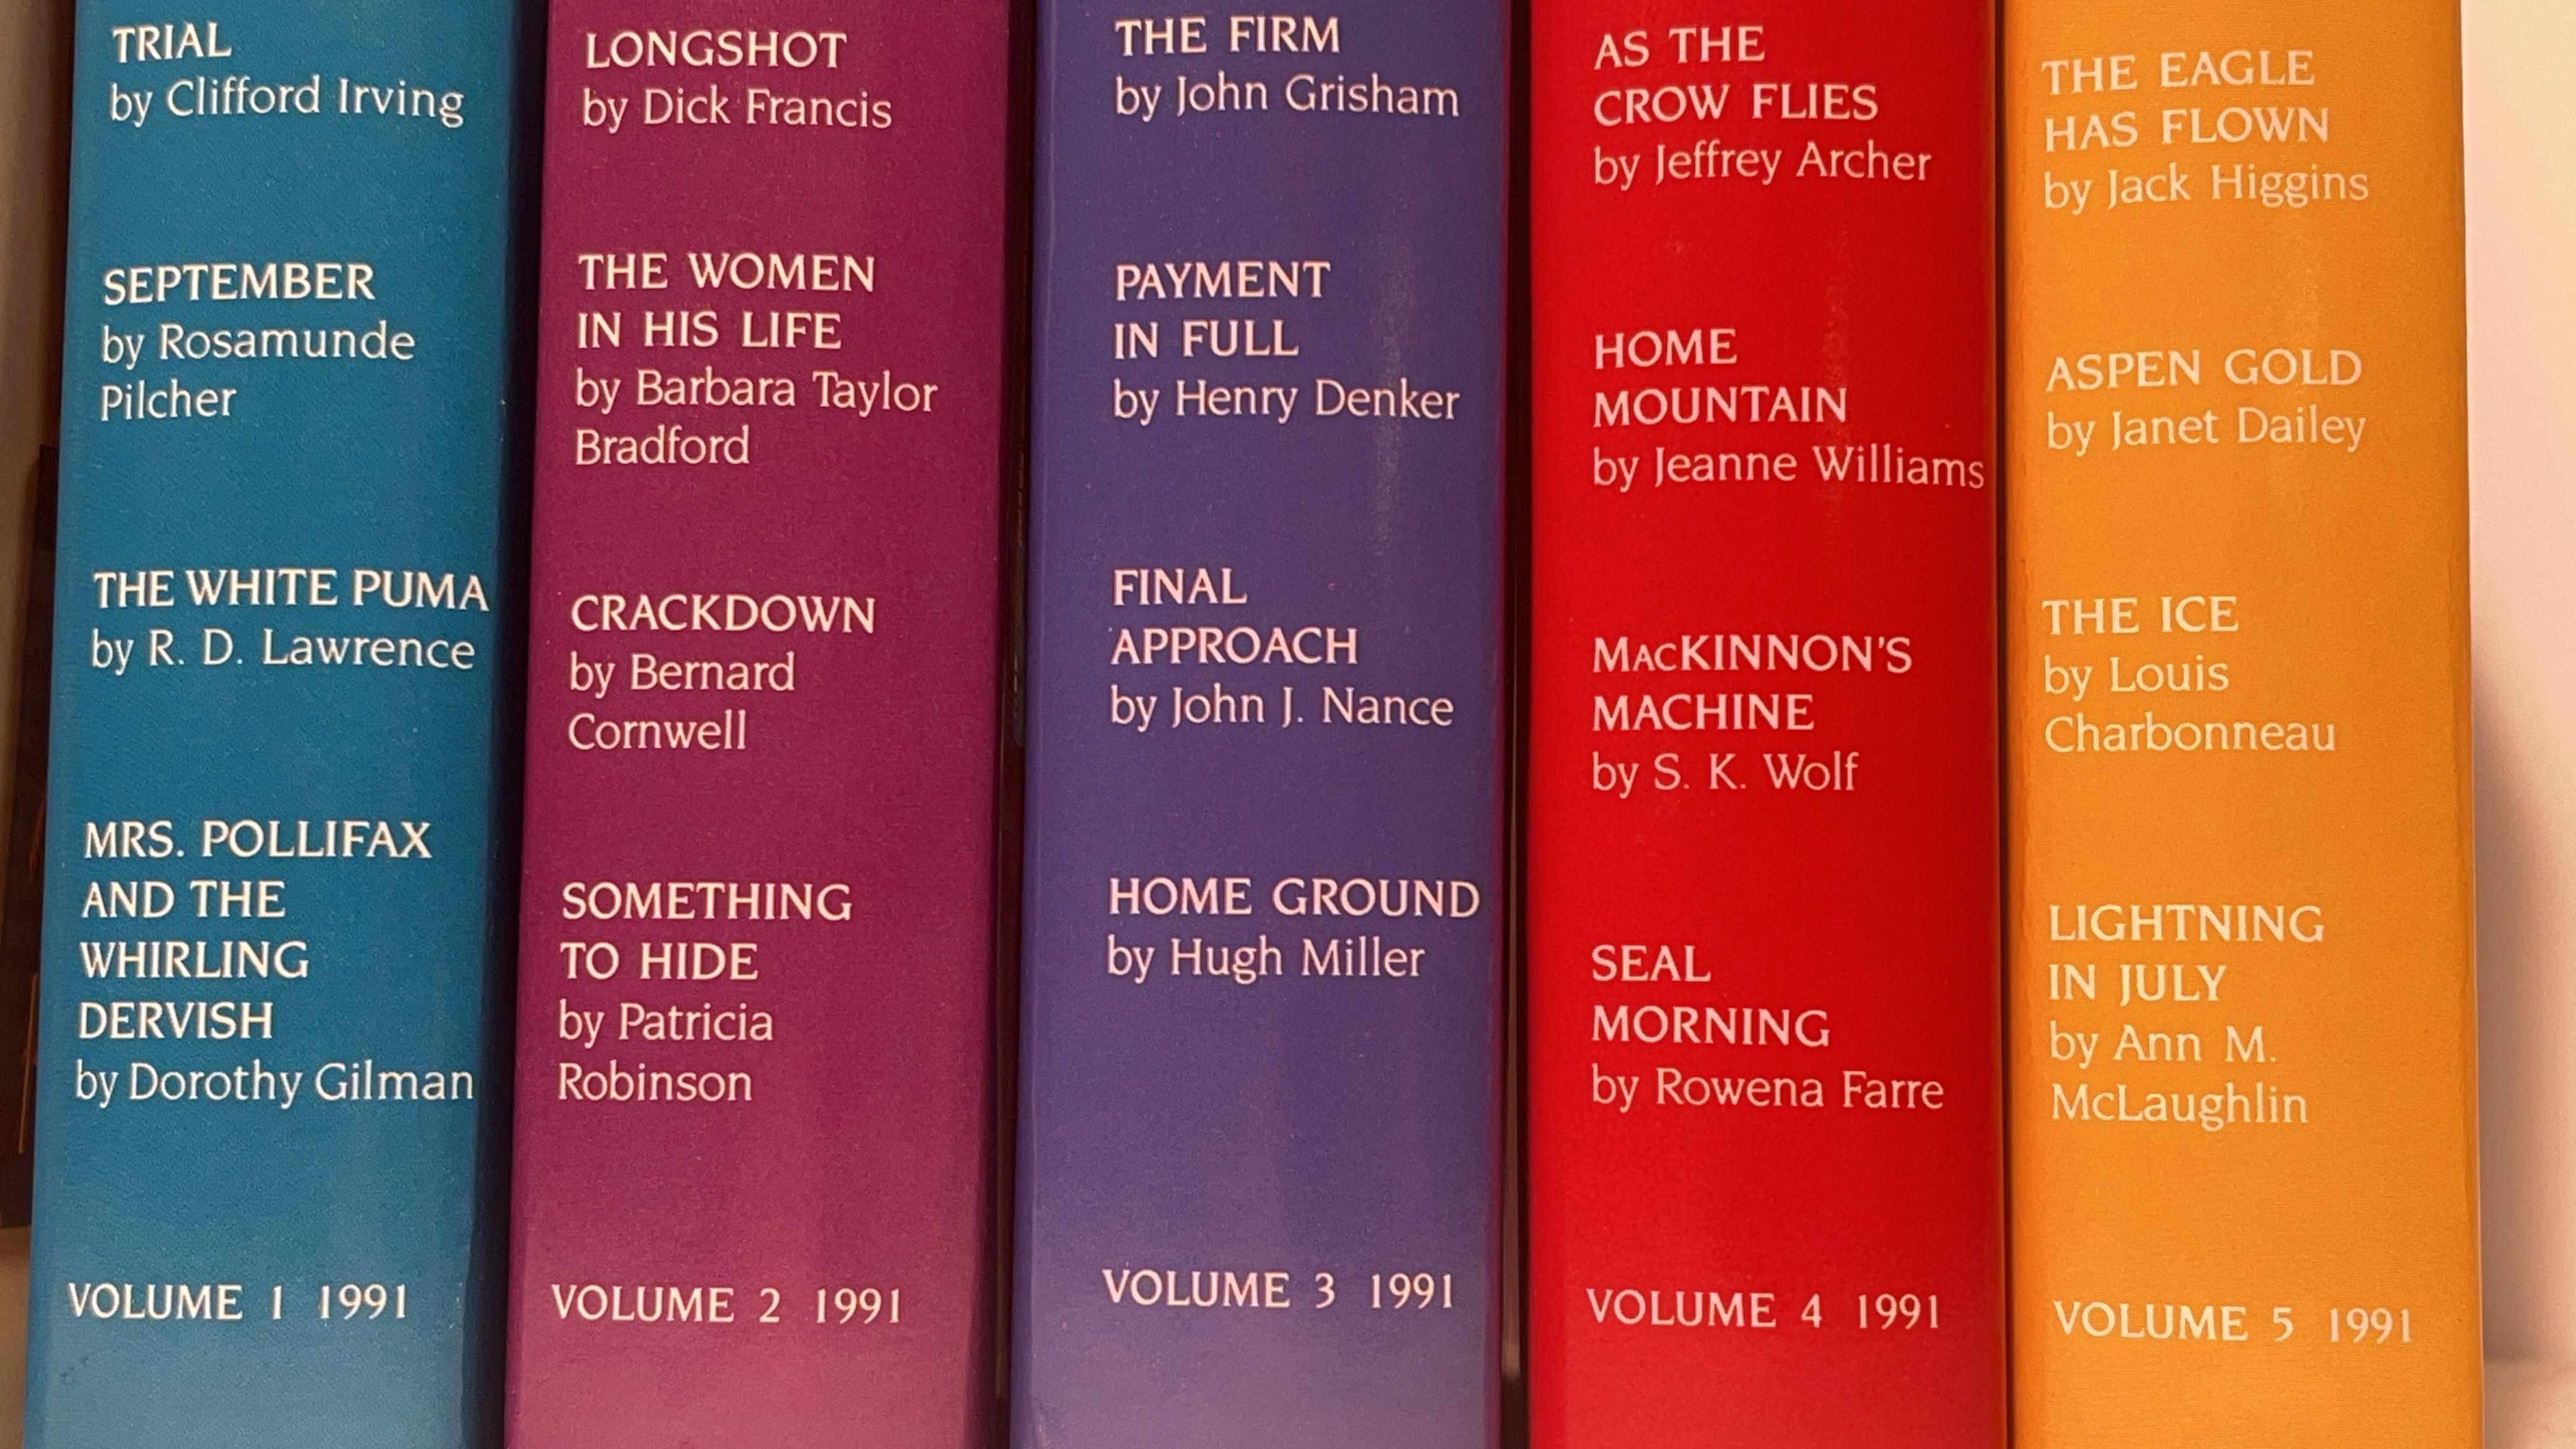 TRIAL
by Clifford Irving
SEPTEMBER
by Rosamunde
Pilcher
THE WHITE PUMA
by R. D. Lawrence
MRS. POLLIFAX
AND THE
WHIRLING
DERVISH
by Dorothy Gilman
VOLUME 1 1991
LONGSHOT
by Dick Francis
THE WOMEN
IN HIS LIFE
by Barbara Taylor
Bradford
CRACKDOWN
by Bernard
Cornwell
SOMETHING
TO HIDE
by Patricia
Robinson
VOLUME 2 1991
THE FIRM
by John Grisham
PAYMENT
IN FULL
by Henry Denker
FINAL
APPROACH
by John J. Nance
HOME GROUND
by Hugh Miller
VOLUME 3 1991
AS THE
CROW FLIES
by Jeffrey Archer
HOME
MOUNTAIN
by Jeanne Williams
MacKINNON'S
MACHINE
by S. K. Wolf
SEAL
MORNING
by Rowena Farre
VOLUME 4 1991
THE EAGLE
HAS FLOWN
by Jack Higgins
ASPEN GOLD
by Janet Dailey
THE ICE
by Louis
Charbonneau
LIGHTNING
IN JULY
by Ann M.
McLaughlin
VOLUME 5 1991